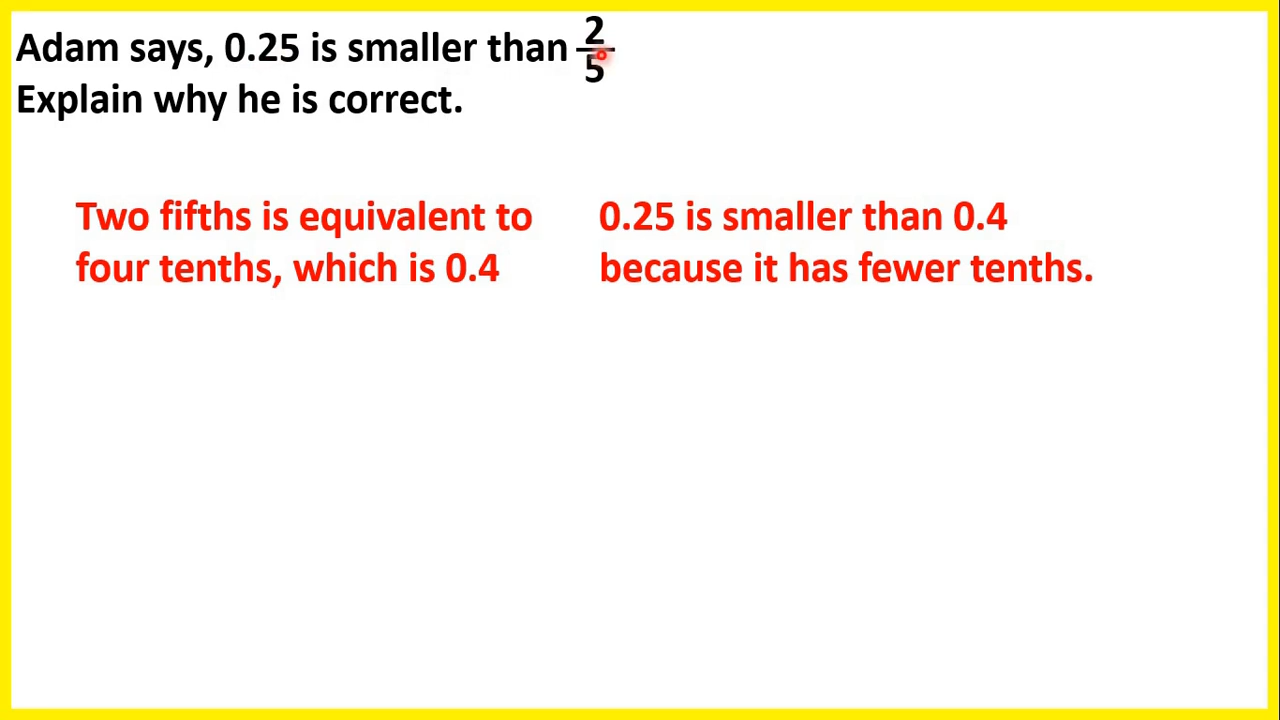 Adam says, 0.25 is smaller than 2/5
Explain why he is correct.
Two fifths is equivalent to
four tenths, which is 0.4
0.25 is smaller than 0.4
because it has fewer tenths.